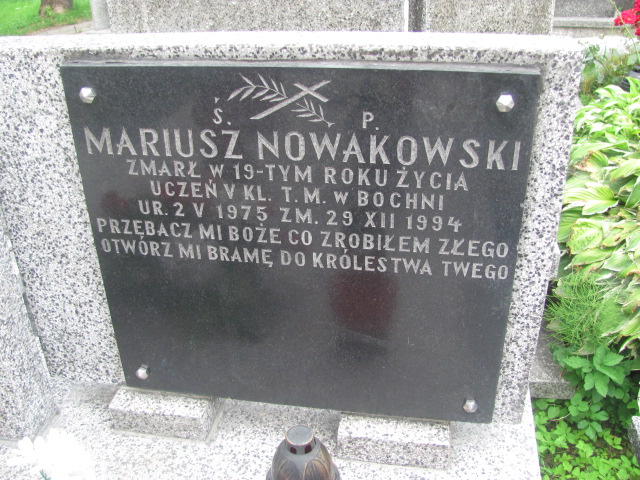 Ś. P.
MARIUSZ NOWAKOWSKI
ZMARŁ W 19-TYM ROKU ŻYCIA
UCZEŃ V KL. T. M. W BOCHNI
UR. 2 V 1975 ZM. 29 XII 1994
PRZEBACZ MI BOŻE CO ZROBIŁEM ZŁEGO
OTWÓRZ MI BRAMĘ DO KRÓLESTWA TWEGO